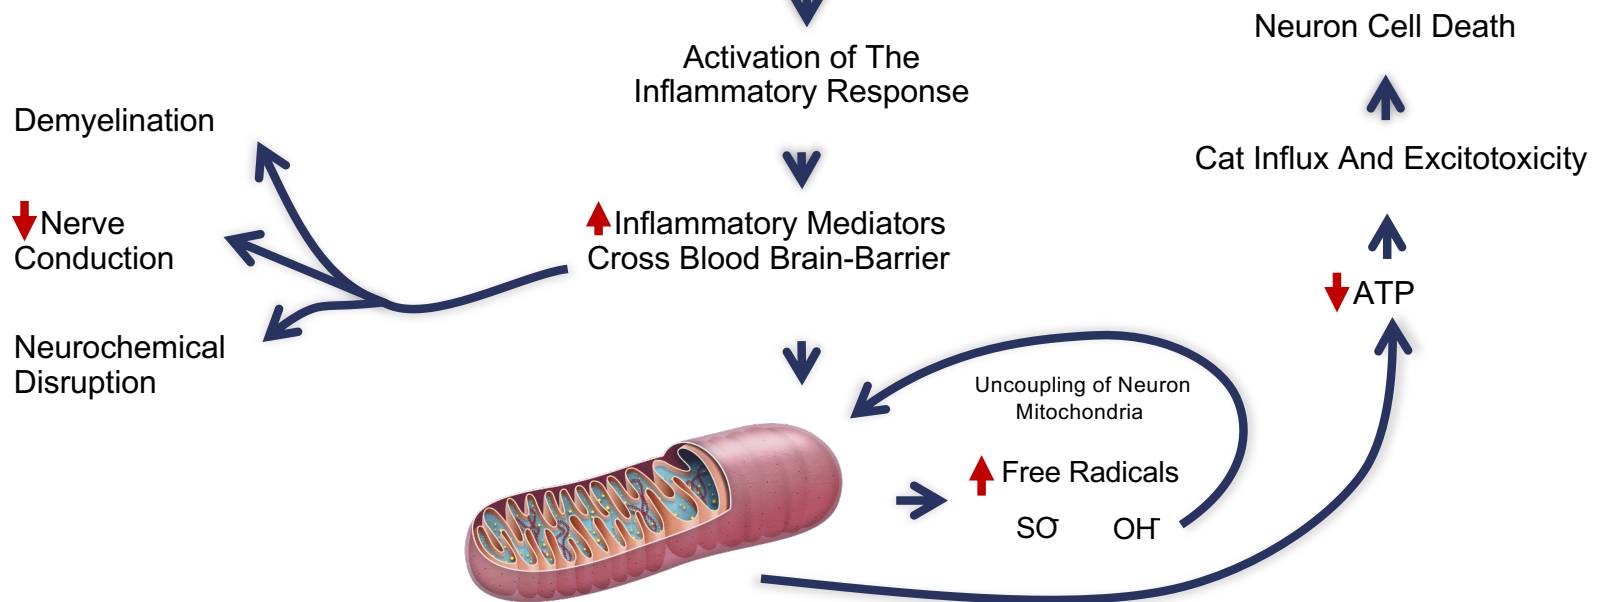 Neuron Cell Death
Activation of The
Inflammatory Response
Demyelination
Cat Influx And Excitotoxicity
Nerve
Conduction
Inflammatory Mediators
Cross Blood Brain-Barrier
ATP
Neurochemical
Disruption
Uncoupling of Neuron
Mitochondria
Free Radicals
SO⁻ OH⁻